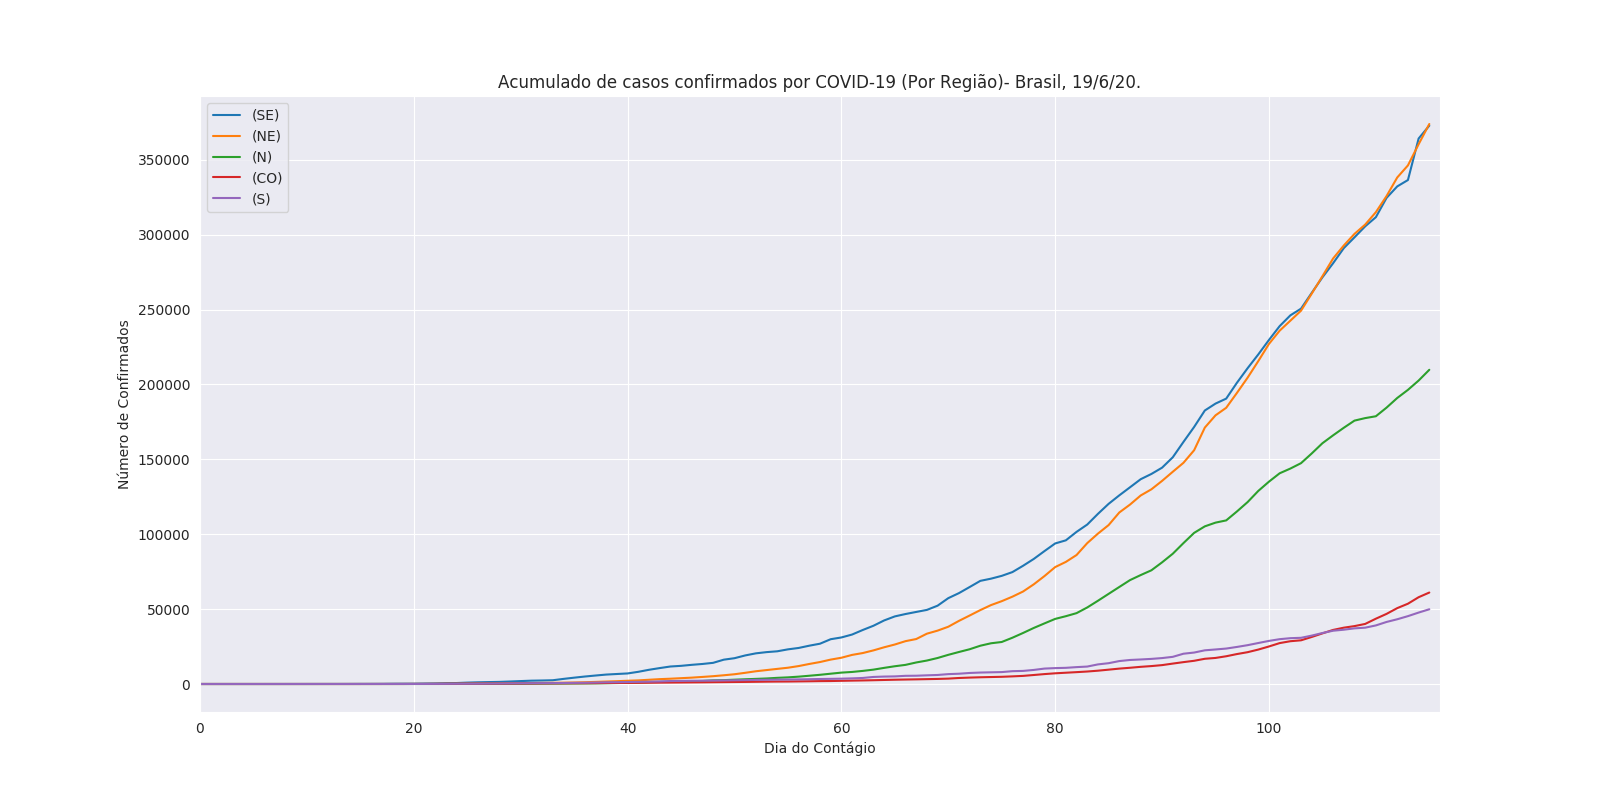 Acumulado de casos confirmados por COVID-19 (Por Região)- Brasil, 19/6/20.
(SE)
(NE)
(N)
(CO)
(S)
Número de Confirmados
350000
300000
250000
200000
150000
100000
50000
0
0 20 40 60 80 100
Dia do Contágio